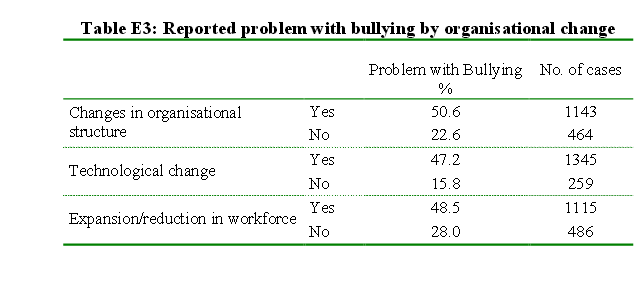 Table E3: Reported problem with bullying by organisational change
Problem with Bullying No. of cases
%
Changes in organisational Yes 50.6 1143
structure No 22.6 464
Technological change Yes 47.2 1345
No 15.8 259
Expansion/reduction in workforce Yes 48.5 1115
No 28.0 486